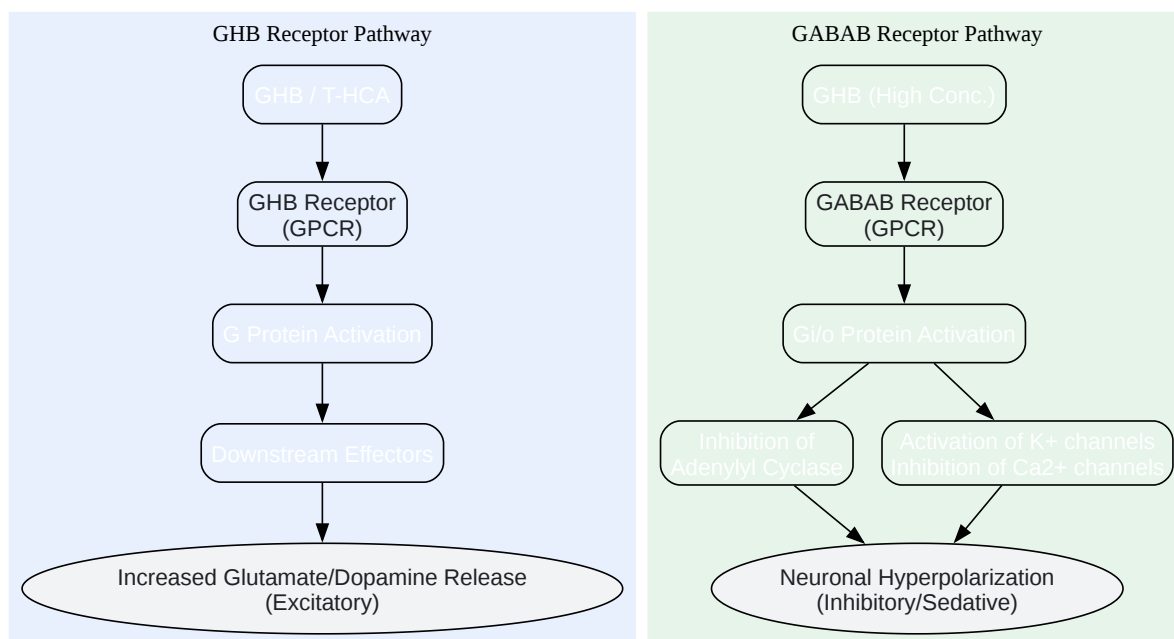 GHB Receptor Pathway
GHB / T-HCA
GHB Receptor
(GPCR)
G Protein Activation
Downstream Effectors
Increased Glutamate/Dopamine Release
(Excitatory)
GABAB Receptor Pathway
GHB (High Conc.)
GABAB Receptor
(GPCR)
Gi/o Protein Activation
Inhibition of
Adenylyl Cyclase
Activation of K+ channels
Inhibition of Ca2+ channels
Neuronal Hyperpolarization
(Inhibitory/Sedative)